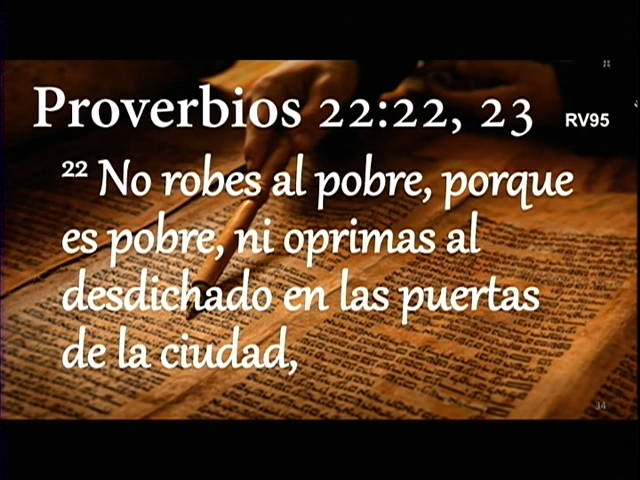 Proverbios 22:22, 23 RV95
22 No robes al pobre, porque
es pobre, ni oprimas al
desdichado en las puertas
de la ciudad,
34